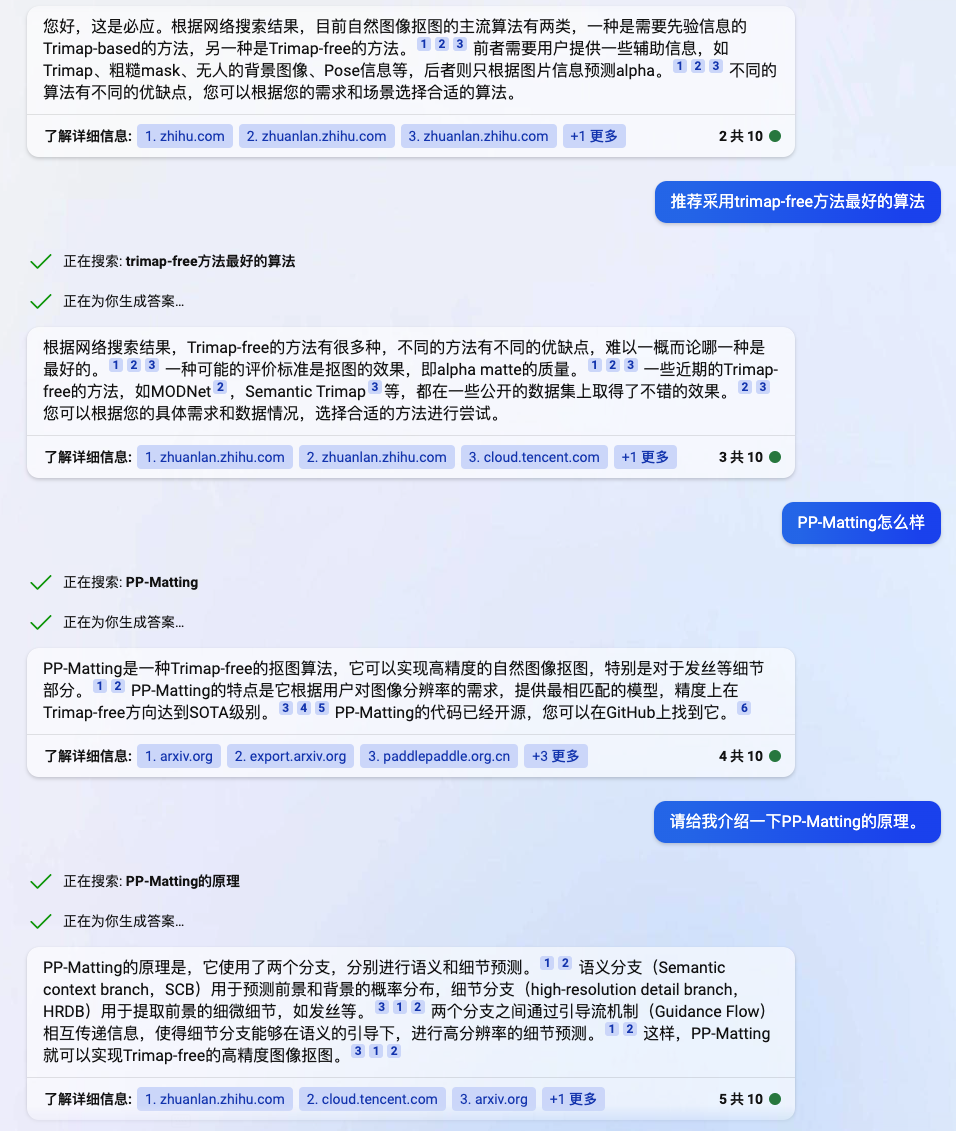 您好，这是必应。根据网络搜索结果，目前自然图像抠图的主流算法有两类，一种是需要先验信息的
Trimap-based的方法，另一种是Trimap-free的方法。 1 2 3 前者需要用户提供一些辅助信息，如
Trimap、粗糙mask、无人的背景图像、Pose信息等，后者则只根据图片信息预测alpha。 1 2 3 不同的
算法有不同的优缺点，您可以根据您的需求和场景选择合适的算法。
了解详细信息: 1. zhihu.com 2. zhuanlan.zhihu.com 3. zhuanlan.zhihu.com +1 更多 2 共 10
推荐采用trimap-free方法最好的算法
正在搜索: trimap-free方法最好的算法
正在为你生成答案...
根据网络搜索结果，Trimap-free的方法有很多种，不同的方法有不同的优缺点，难以一概而论哪一种是
最好的。 1 2 3 一种可能的评价标准是抠图的效果，即alpha matte的质量。 1 2 3 一些近期的Trimap-
free的方法，如MODNet 2 ，Semantic Trimap 3 等，都在一些公开的数据集上取得了不错的效果。 2 3
您可以根据您的具体需求和数据情况，选择合适的方法进行尝试。
了解详细信息: 1. zhuanlan.zhihu.com 2. zhuanlan.zhihu.com 3. cloud.tencent.com +1 更多 3 共 10
PP-Matting怎么样
正在搜索: PP-Matting
正在为你生成答案...
PP-Matting是一种Trimap-free的抠图算法，它可以实现高精度的自然图像抠图，特别是对于发丝等细节
部分。 1 2 PP-Matting的特点是它根据用户对图像分辨率的需求，提供最相匹配的模型，精度上在
Trimap-free方向达到SOTA级别。 3 4 5 PP-Matting的代码已经开源，您可以在GitHub上找到它。 6
了解详细信息: 1. arxiv.org 2. export.arxiv.org 3. paddlepaddle.org.cn +3 更多 4 共 10
请给我介绍一下PP-Matting的原理。
正在搜索: PP-Matting的原理
正在为你生成答案...
PP-Matting的原理是，它使用了两个分支，分别进行语义和细节预测。 1 2 语义分支（Semantic
context branch，SCB）用于预测前景和背景的概率分布，细节分支（high-resolution detail branch，
HRDB）用于提取前景的细微细节，如发丝等。 3 1 2 两个分支之间通过引导流机制（Guidance Flow）
相互传递信息，使得细节分支能够在语义的引导下，进行高分辨率的细节预测。 1 2 这样，PP-Matting
就可以实现Trimap-free的高精度图像抠图。 3 1 2
了解详细信息: 1. zhuanlan.zhihu.com 2. cloud.tencent.com 3. arxiv.org +1 更多 5 共 10